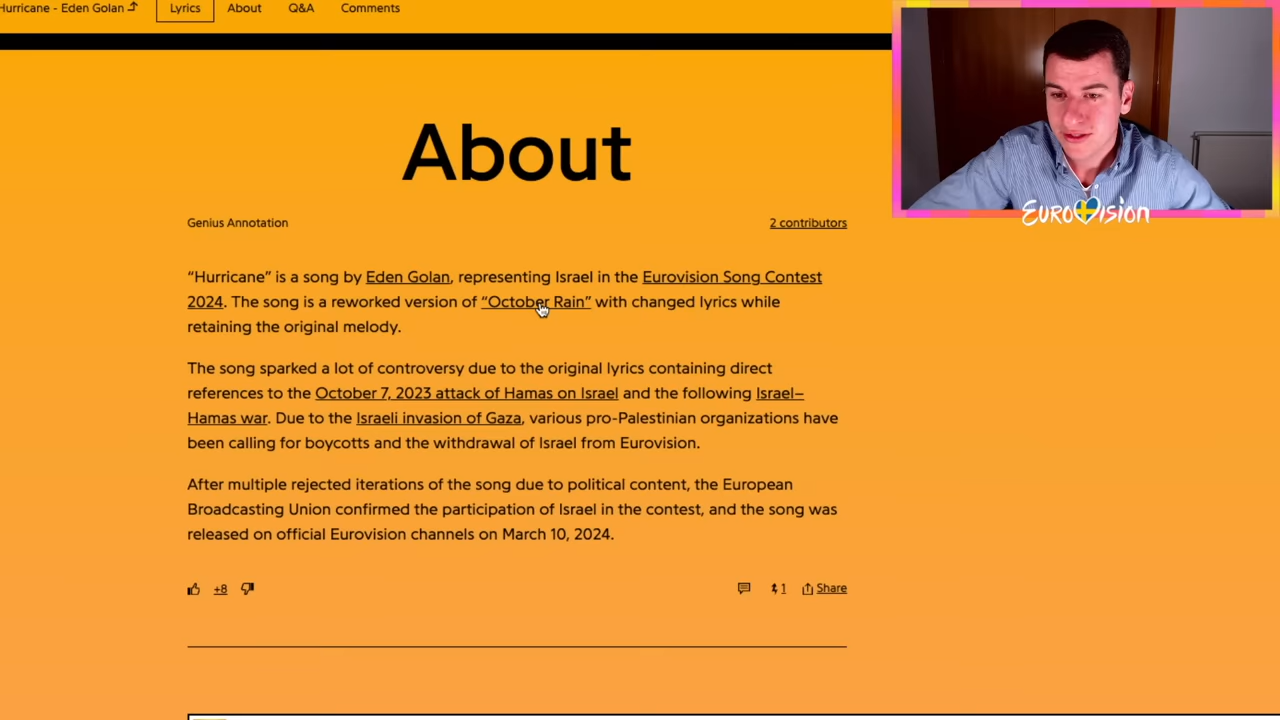 Hurricane - Eden Golan
Lyrics
About
Q&A
Comments
About
Genius Annotation
2 contributors
“Hurricane” is a song by Eden Golan, representing Israel in the Eurovision Song Contest
2024. The song is a reworked version of “October Rain” with changed lyrics while
retaining the original melody.
The song sparked a lot of controversy due to the original lyrics containing direct
references to the October 7, 2023 attack of Hamas on Israel and the following Israel–
Hamas war. Due to the Israeli invasion of Gaza, various pro-Palestinian organizations have
been calling for boycotts and the withdrawal of Israel from Eurovision.
After multiple rejected iterations of the song due to political content, the European
Broadcasting Union confirmed the participation of Israel in the contest, and the song was
released on official Eurovision channels on March 10, 2024.
+8
1
Share
EUROVISION